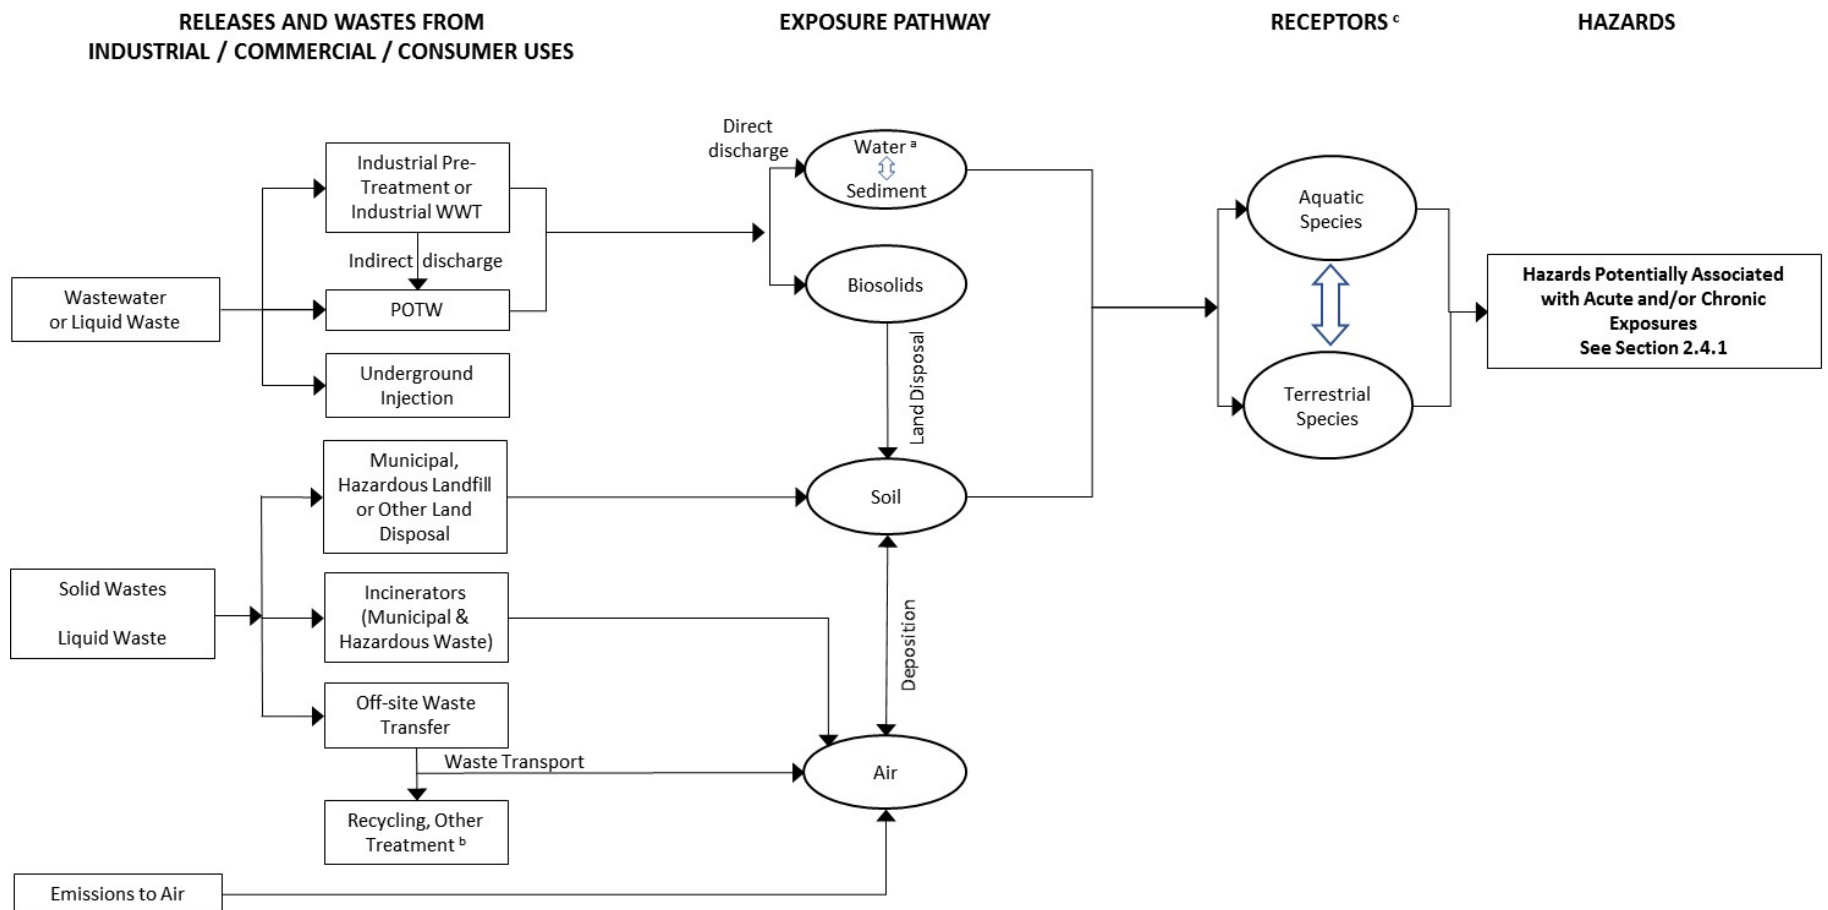 RELEASES AND WASTES FROM
INDUSTRIAL / COMMERCIAL / CONSUMER USES
EXPOSURE PATHWAY
RECEPTORS ᶜ
HAZARDS
Wastewater
or Liquid Waste
Industrial Pre-
Treatment or
Industrial WWT
Indirect discharge
POTW
Underground
Injection
Direct
discharge
Water ᵃ
Sediment
Biosolids
Land Disposal
Aquatic
Species
Terrestrial
Species
Hazards Potentially Associated
with Acute and/or Chronic
Exposures
See Section 2.4.1
Solid Wastes
Liquid Waste
Municipal,
Hazardous Landfill
or Other Land
Disposal
Soil
Incinerators
(Municipal &
Hazardous Waste)
Deposition
Off-site Waste
Transfer
Waste Transport
Air
Recycling, Other
Treatment ᵇ
Emissions to Air